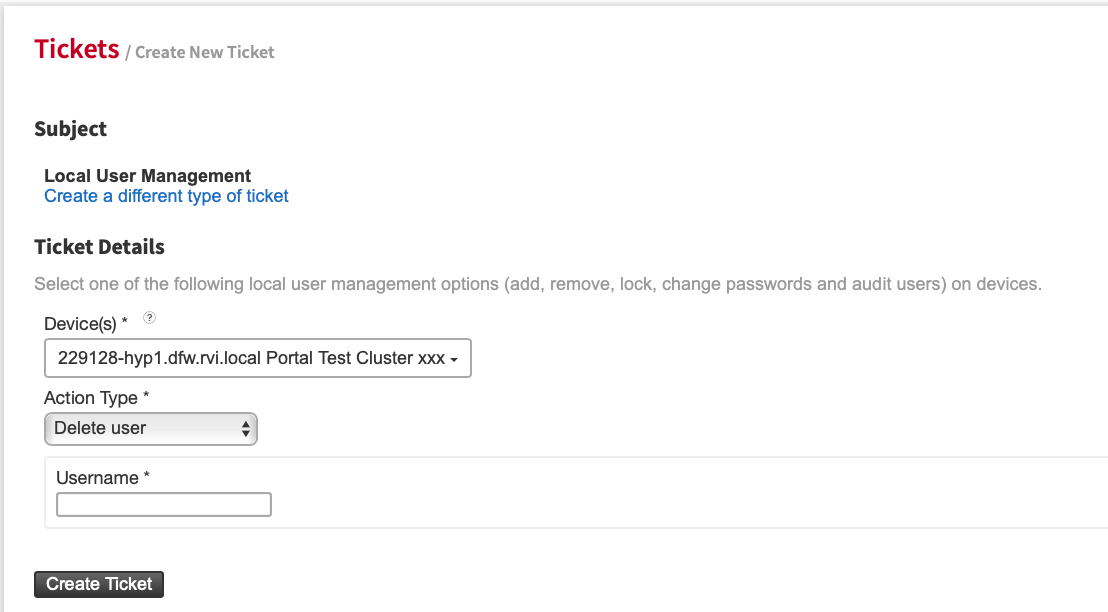 Tickets / Create New Ticket
Subject
Local User Management
Create a different type of ticket
Ticket Details
Select one of the following local user management options (add, remove, lock, change passwords and audit users) on devices.
Device(s) * ?
229128-hyp1.dfw.rvi.local Portal Test Cluster xxx
Action Type *
Delete user
Username *
Create Ticket